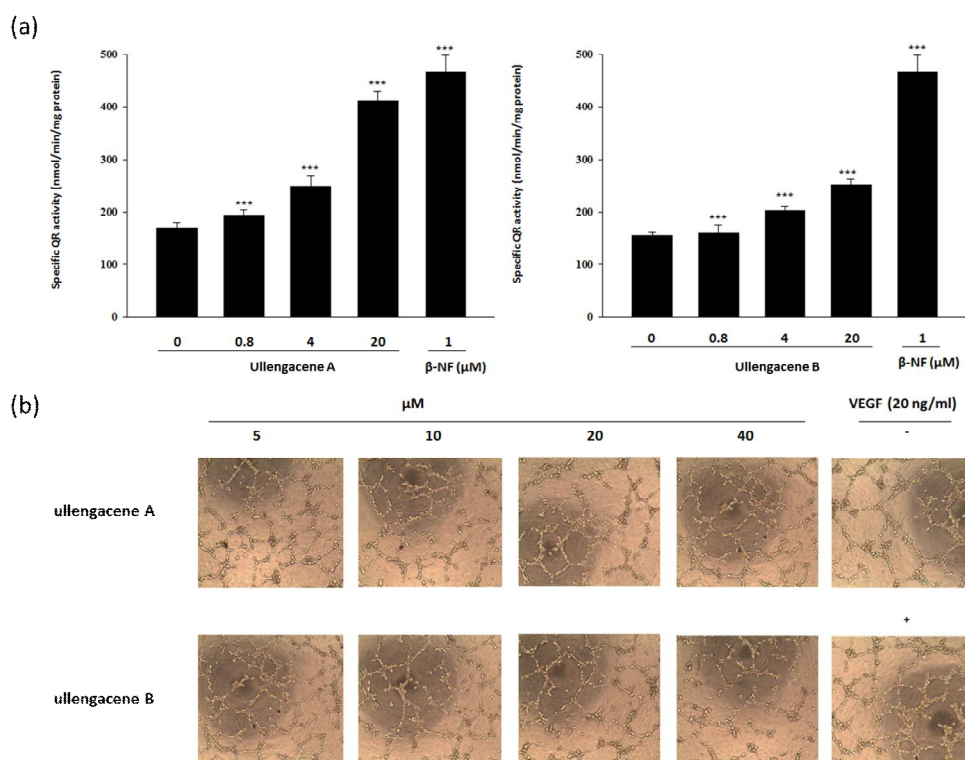 (a)
Specific QR activity (nmol/min/mg protein)
500
400
300
200
100
0
***
***
***
***
0 0.8 4 20 1
Ullengacene A β-NF (μM)
Specific QR activity (nmol/min/mg protein)
500
400
300
200
100
0
***
***
***
***
0 0.8 4 20 1
Ullengacene B β-NF (μM)
(b)
μM VEGF (20 ng/ml)
5 10 20 40 -
ullengacene A
+
ullengacene B